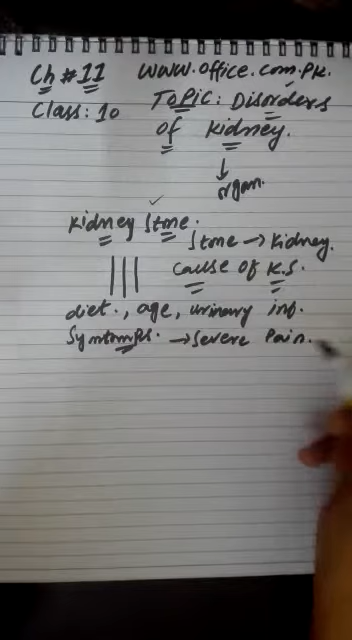 Ch #11 www.office.com.pk.
Class: 10 Topic: Disorders
of kidney.
↓
organ.
✓
kidney Stone.
Stone → kidney.
||| cause of K.S.
diet., age, urinary inf.
Symtomps. → Severe Pain.